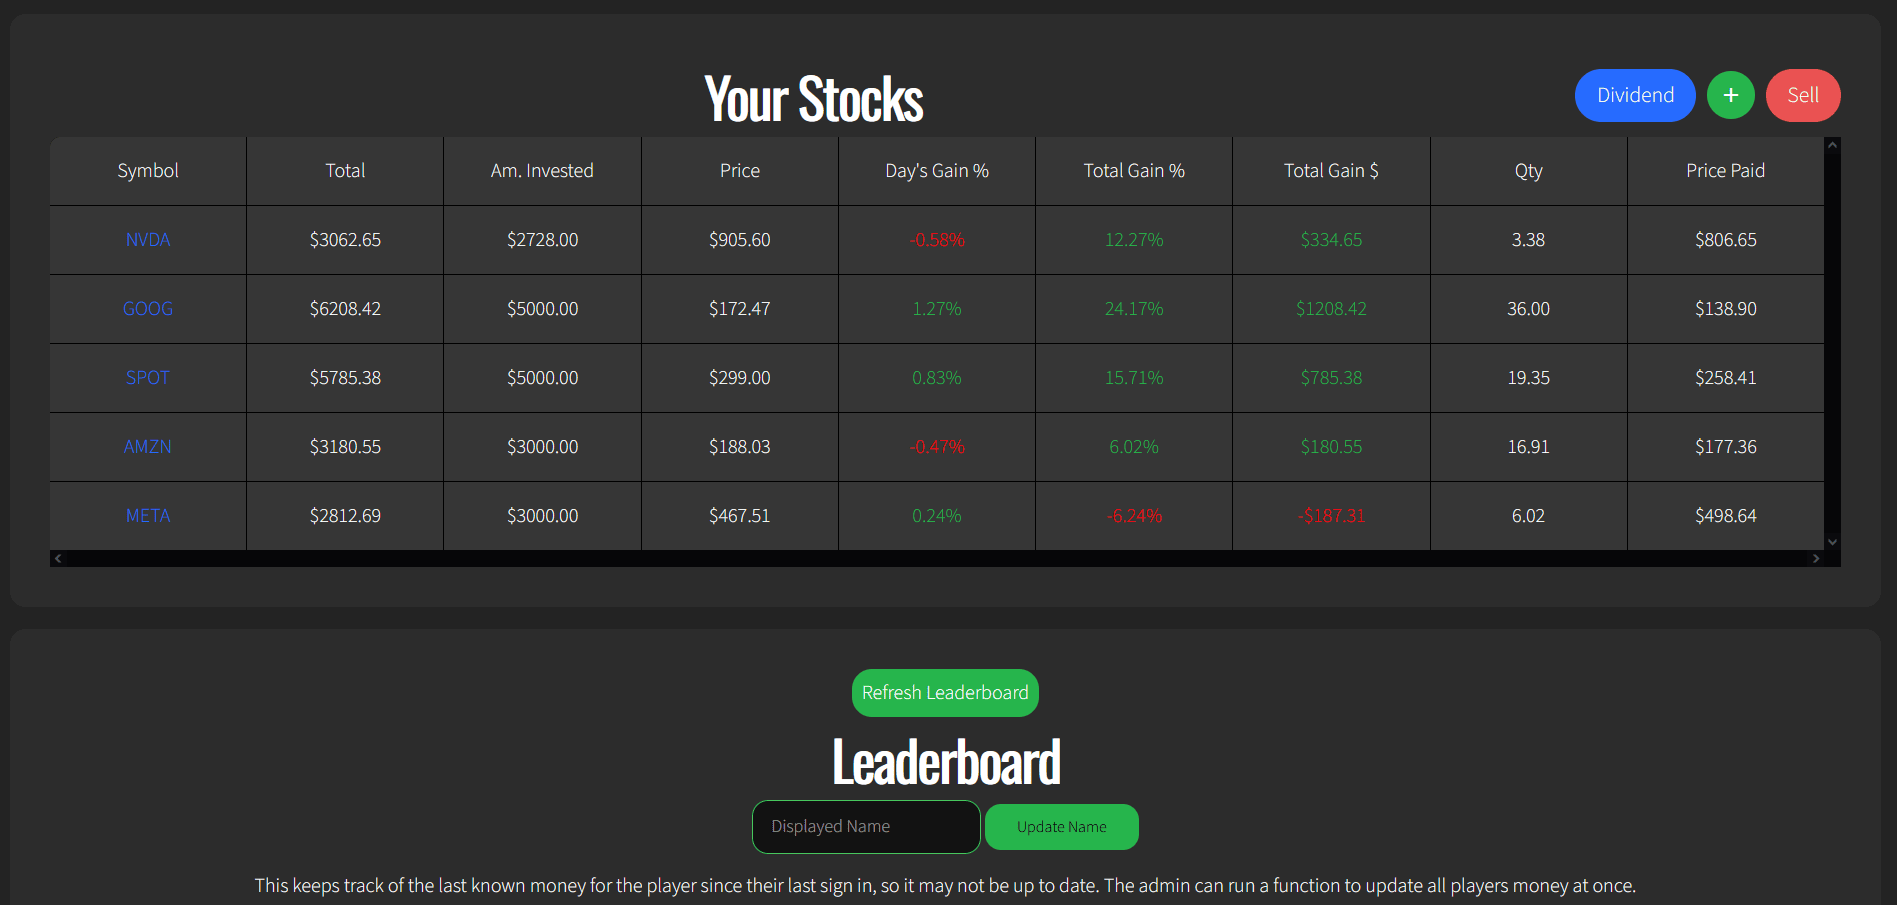 Your Stocks
Dividend + Sell
Symbol Total Am. Invested Price Day's Gain % Total Gain % Total Gain $ Qty Price Paid
NVDA $3062.65 $2728.00 $905.60 -0.58% 12.27% $334.65 3.38 $806.65
GOOG $6208.42 $5000.00 $172.47 1.27% 24.17% $1208.42 36.00 $138.90
SPOT $5785.38 $5000.00 $299.00 0.83% 15.71% $785.38 19.35 $258.41
AMZN $3180.55 $3000.00 $188.03 -0.47% 6.02% $180.55 16.91 $177.36
META $2812.69 $3000.00 $467.51 0.24% -6.24% -$187.31 6.02 $498.64
Refresh Leaderboard
Leaderboard
Displayed Name Update Name
This keeps track of the last known money for the player since their last sign in, so it may not be up to date. The admin can run a function to update all players money at once.